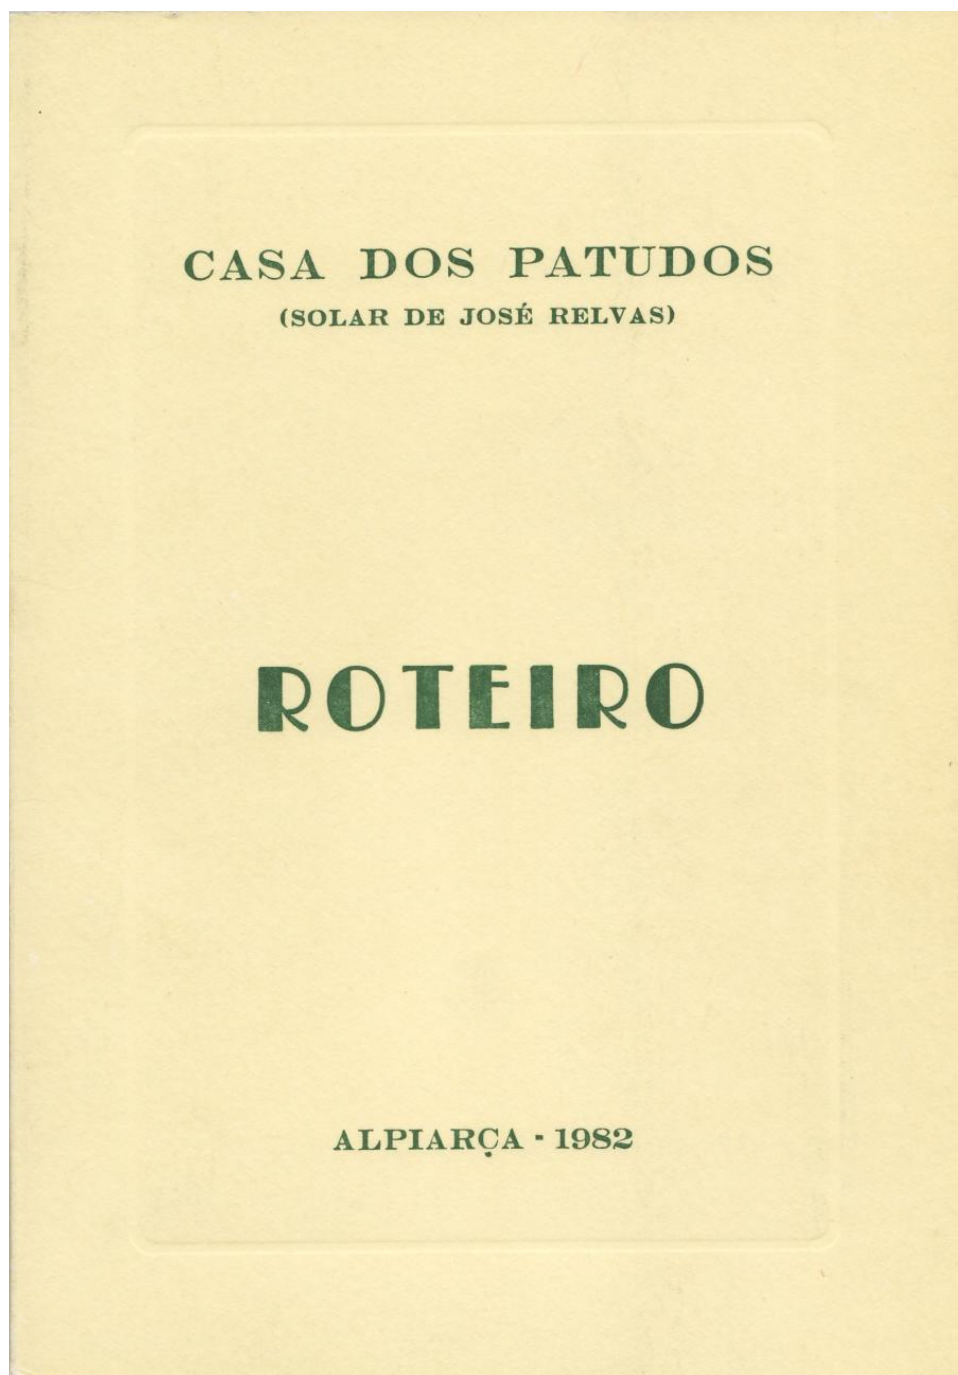 CASA DOS PATUDOS
(SOLAR DE JOSÉ RELVAS)
ROTEIRO
ALPIARÇA - 1982